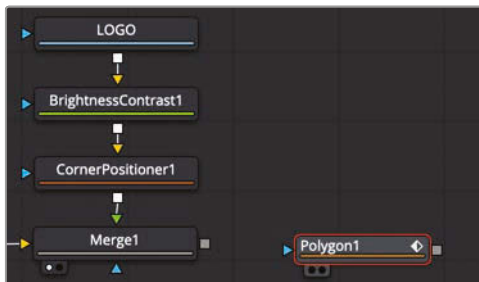 LOGO
BrightnessContrast1
CornerPositioner1
Merge1
Polygon1